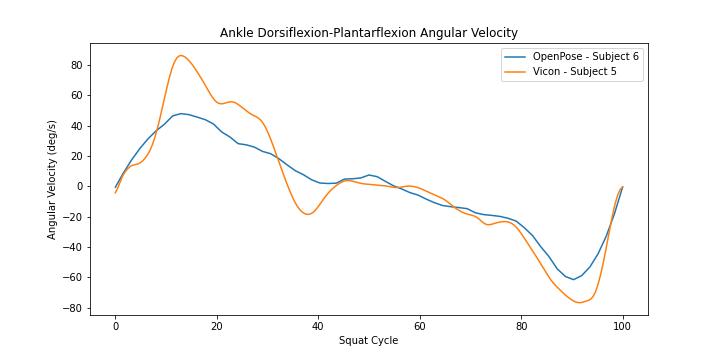 Ankle Dorsiflexion-Plantarflexion Angular Velocity
OpenPose - Subject 6
Vicon - Subject 5
Angular Velocity (deg/s)
80
60
40
20
0
−20
−40
−60
−80
0 20 40 60 80 100
Squat Cycle